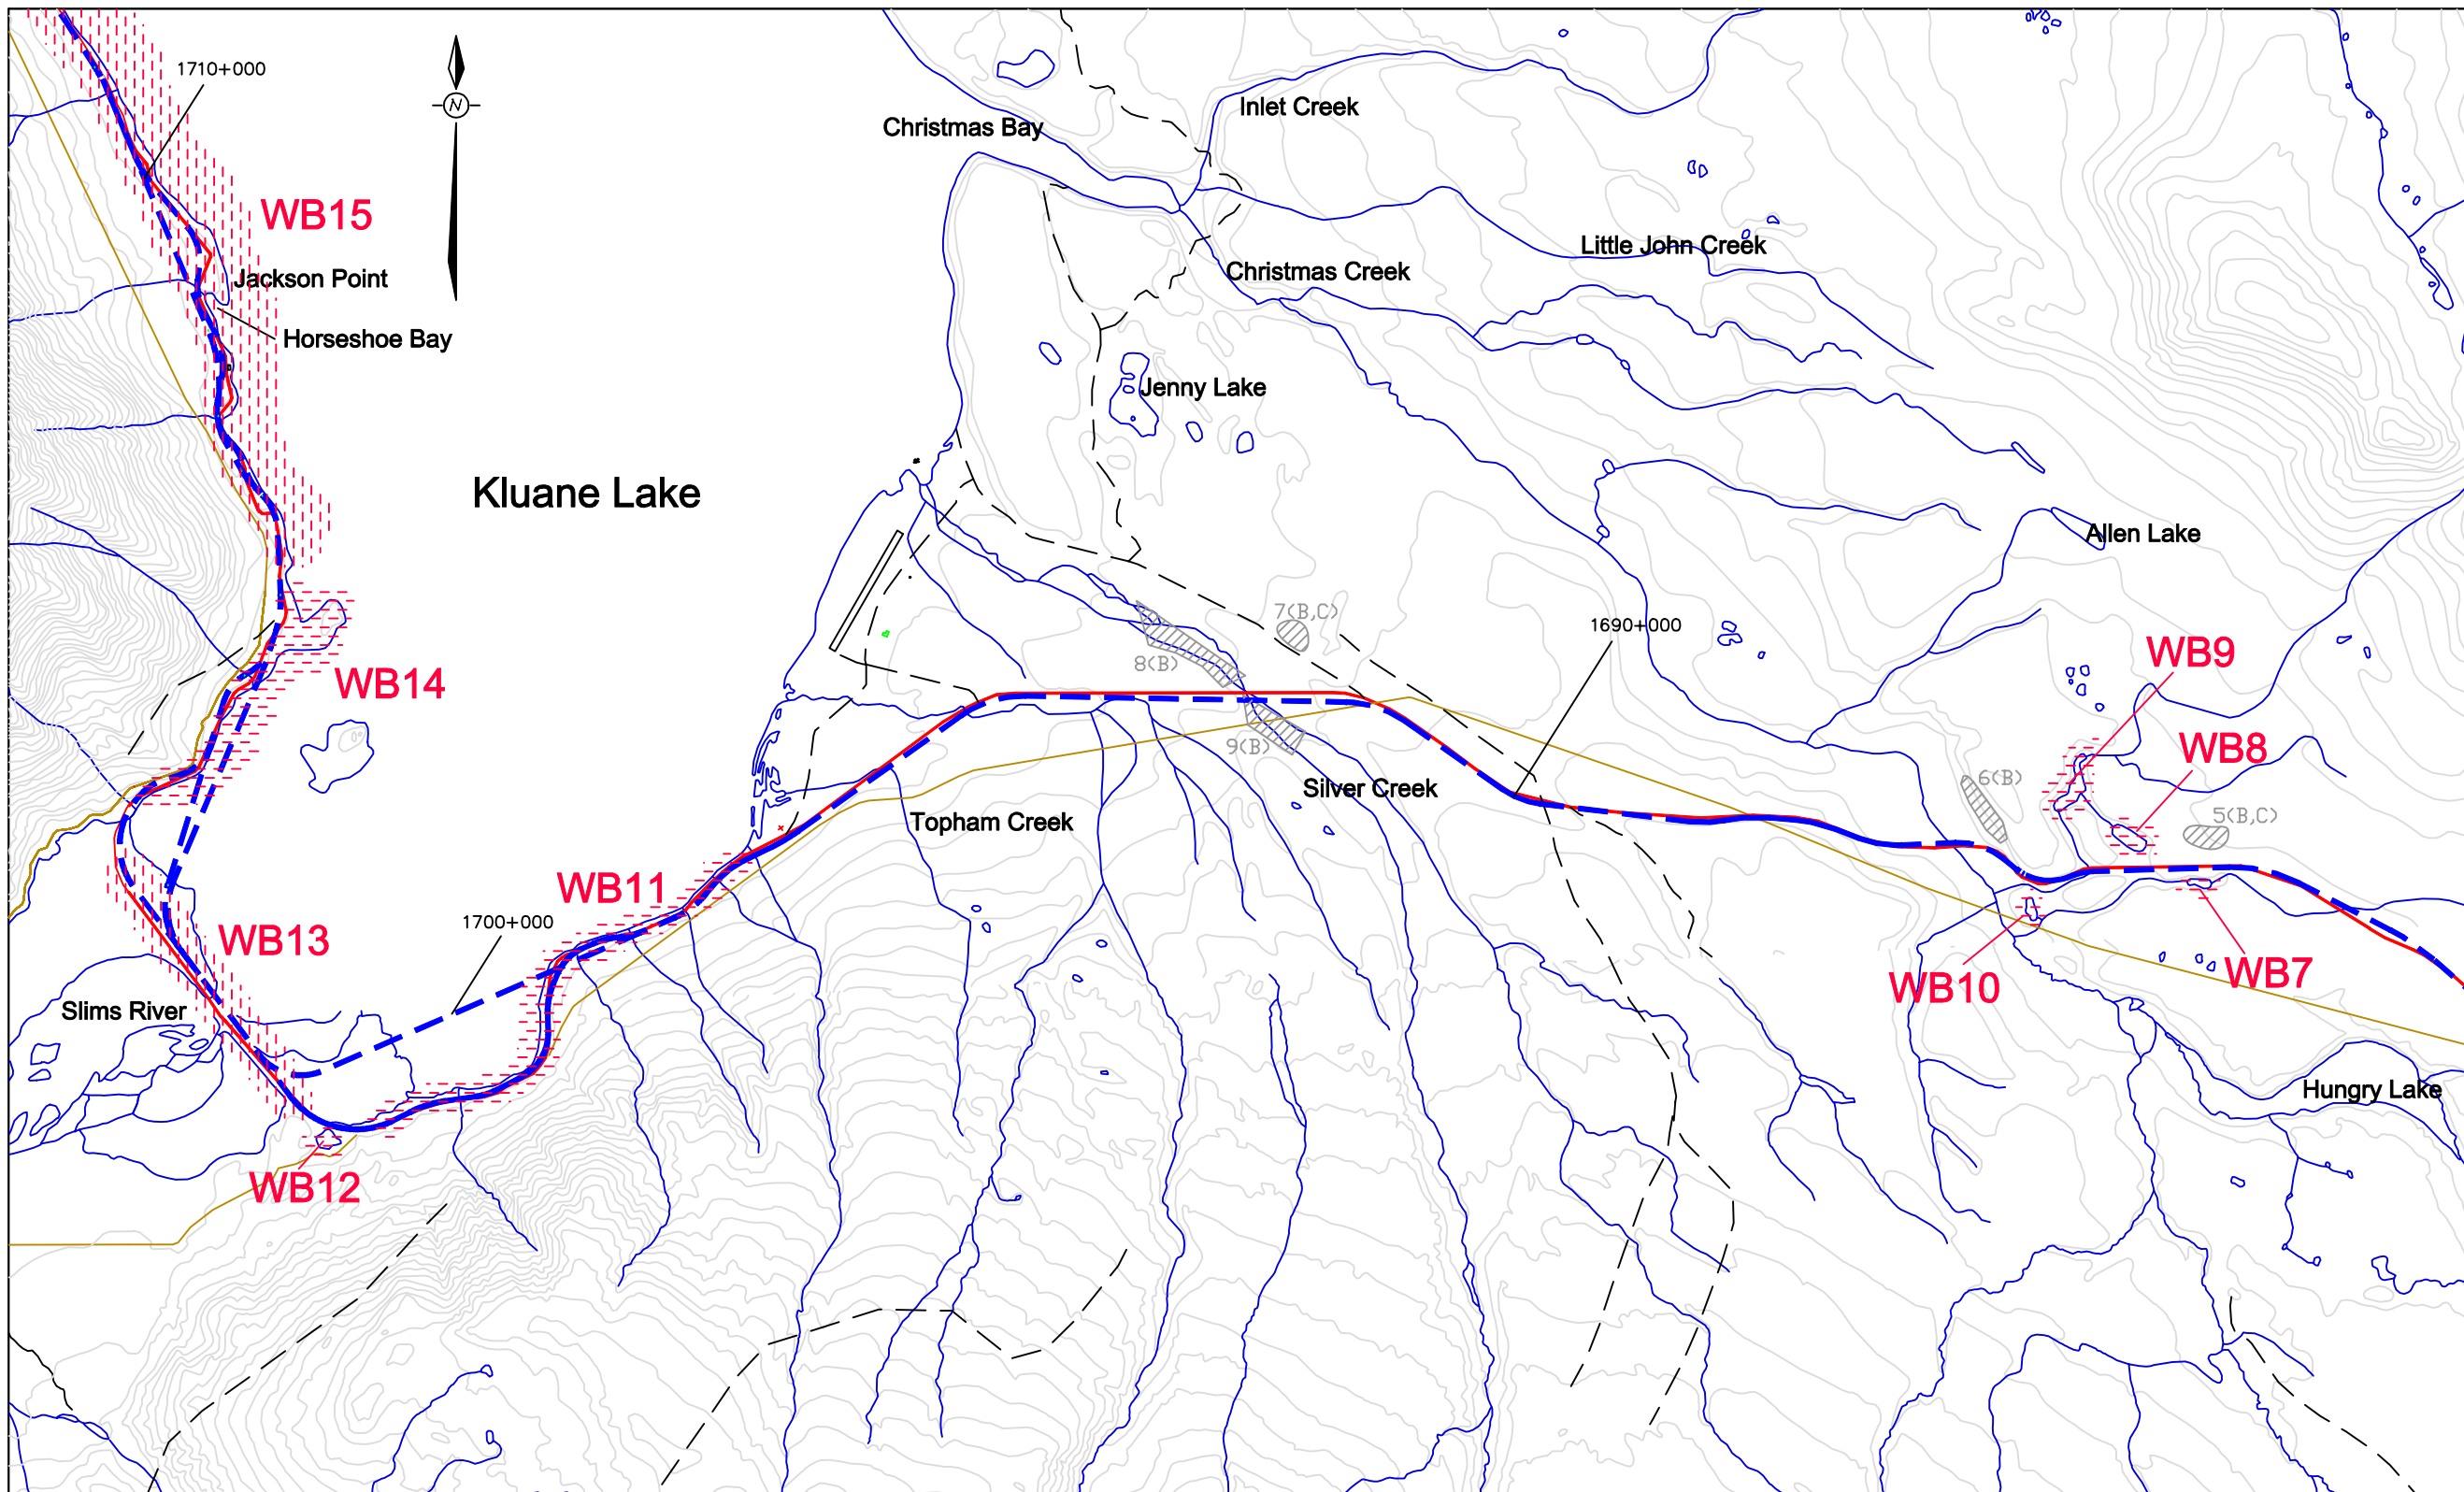 1710+000
N
Inlet Creek
Christmas Bay
WB15
Little John Creek
Christmas Creek
Jackson Point
Horseshoe Bay
Jenny Lake
Kluane Lake
Allen Lake
7(B,C)
1690+000
8(B)
WB9
WB14
9(B)
WB8
Silver Creek
6(B)
5(B,C)
Topham Creek
WB11
1700+000
WB13
WB10
WB7
Slims River
Hungry Lake
WB12